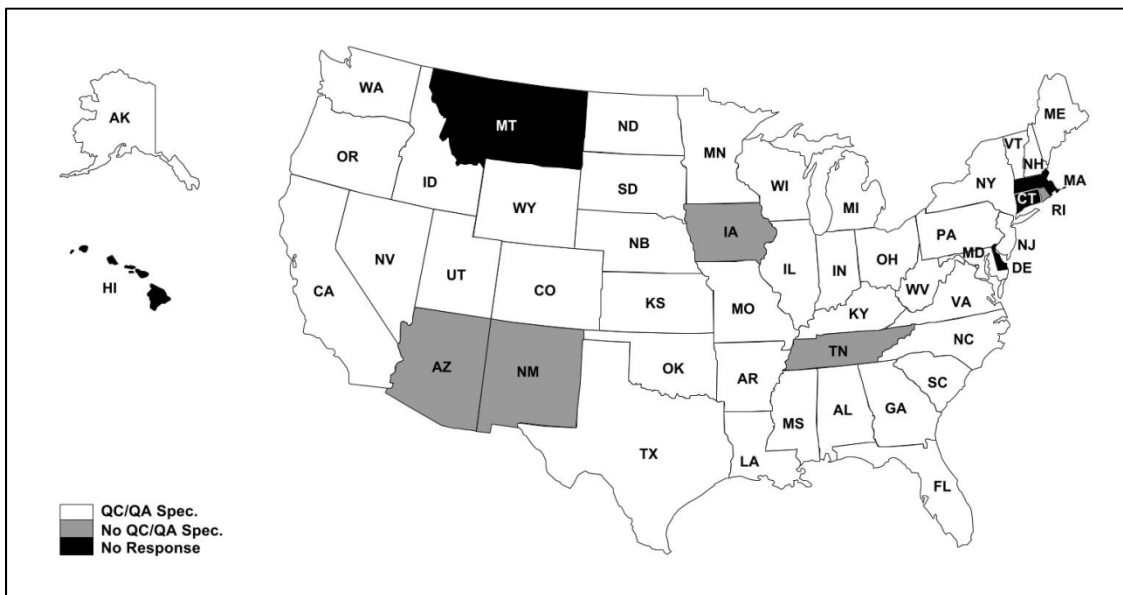 AK
HI
WA
OR
CA
NV
ID
MT
WY
UT
CO
AZ
NM
ND
SD
NB
KS
OK
TX
MN
IA
MO
AR
LA
WI
IL
MI
IN
OH
KY
TN
MS
AL
GA
FL
SC
NC
VA
WV
PA
NY
VT
NH
ME
MA
CT
RI
NJ
MD
DE
QC/QA Spec.
No QC/QA Spec.
No Response